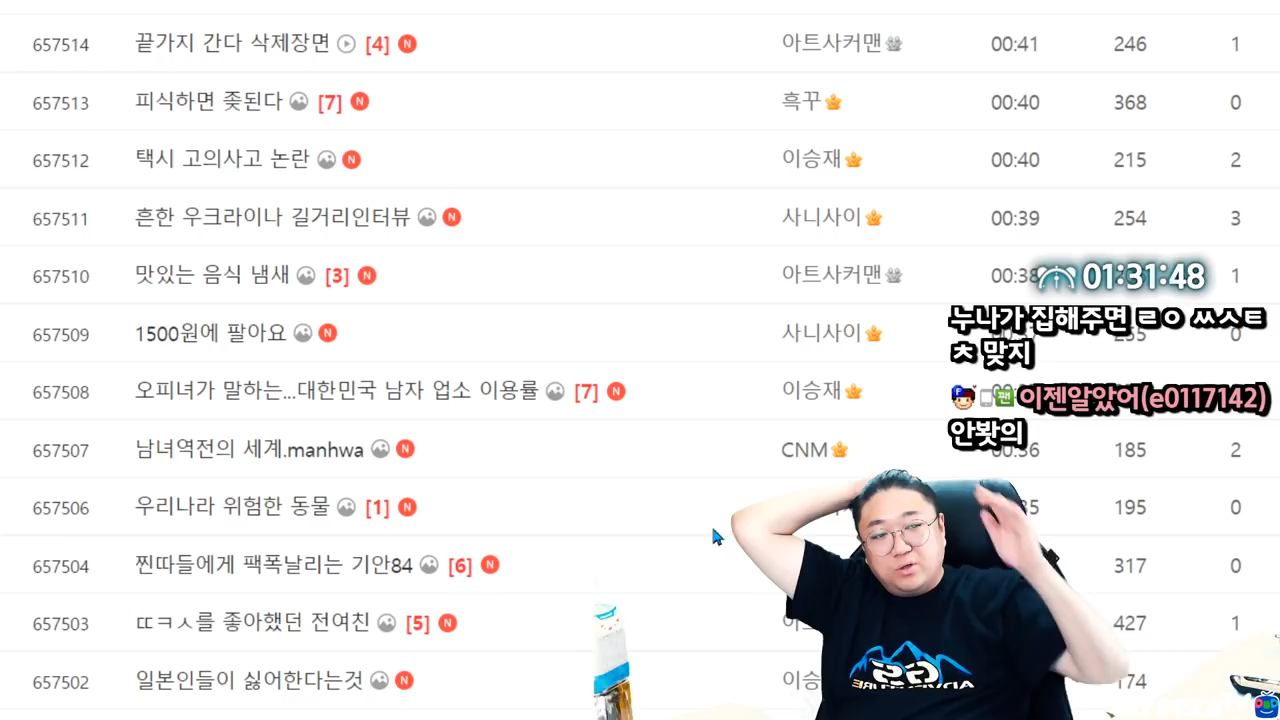 657514 끝가지 간다 삭제장면 [4] N 아트사커맨 00:41 246 1
657513 피식하면 좆된다 [7] N 흑꾸 00:40 368 0
657512 택시 고의사고 논란 N 이승재 00:40 215 2
657511 흔한 우크라이나 길거리인터뷰 N 사니사이 00:39 254 3
657510 맛있는 음식 냄새 [3] N 아트사커맨 00:38 1
01:31:48
657509 1500원에 팔아요 N 사니사이 0
누나가 집해주면 ㄹㅇ ㅆㅅㅌ
ㅊ 맞지
657508 오피녀가 말하는...대한민국 남자 업소 이용률 [7] N 이승재
팬 이젠알았어(e0117142)
안봣의
657507 남녀역전의 세계.manhwa N CNM 00:36 185 2
657506 우리나라 위험한 동물 [1] N 195 0
657504 찐따들에게 팩폭날리는 기안84 [6] N 317 0
657503 ㄸㅋㅅ를 좋아했던 전여친 [5] N 427 1
657502 일본인들이 싫어한다는것 N 이승 174